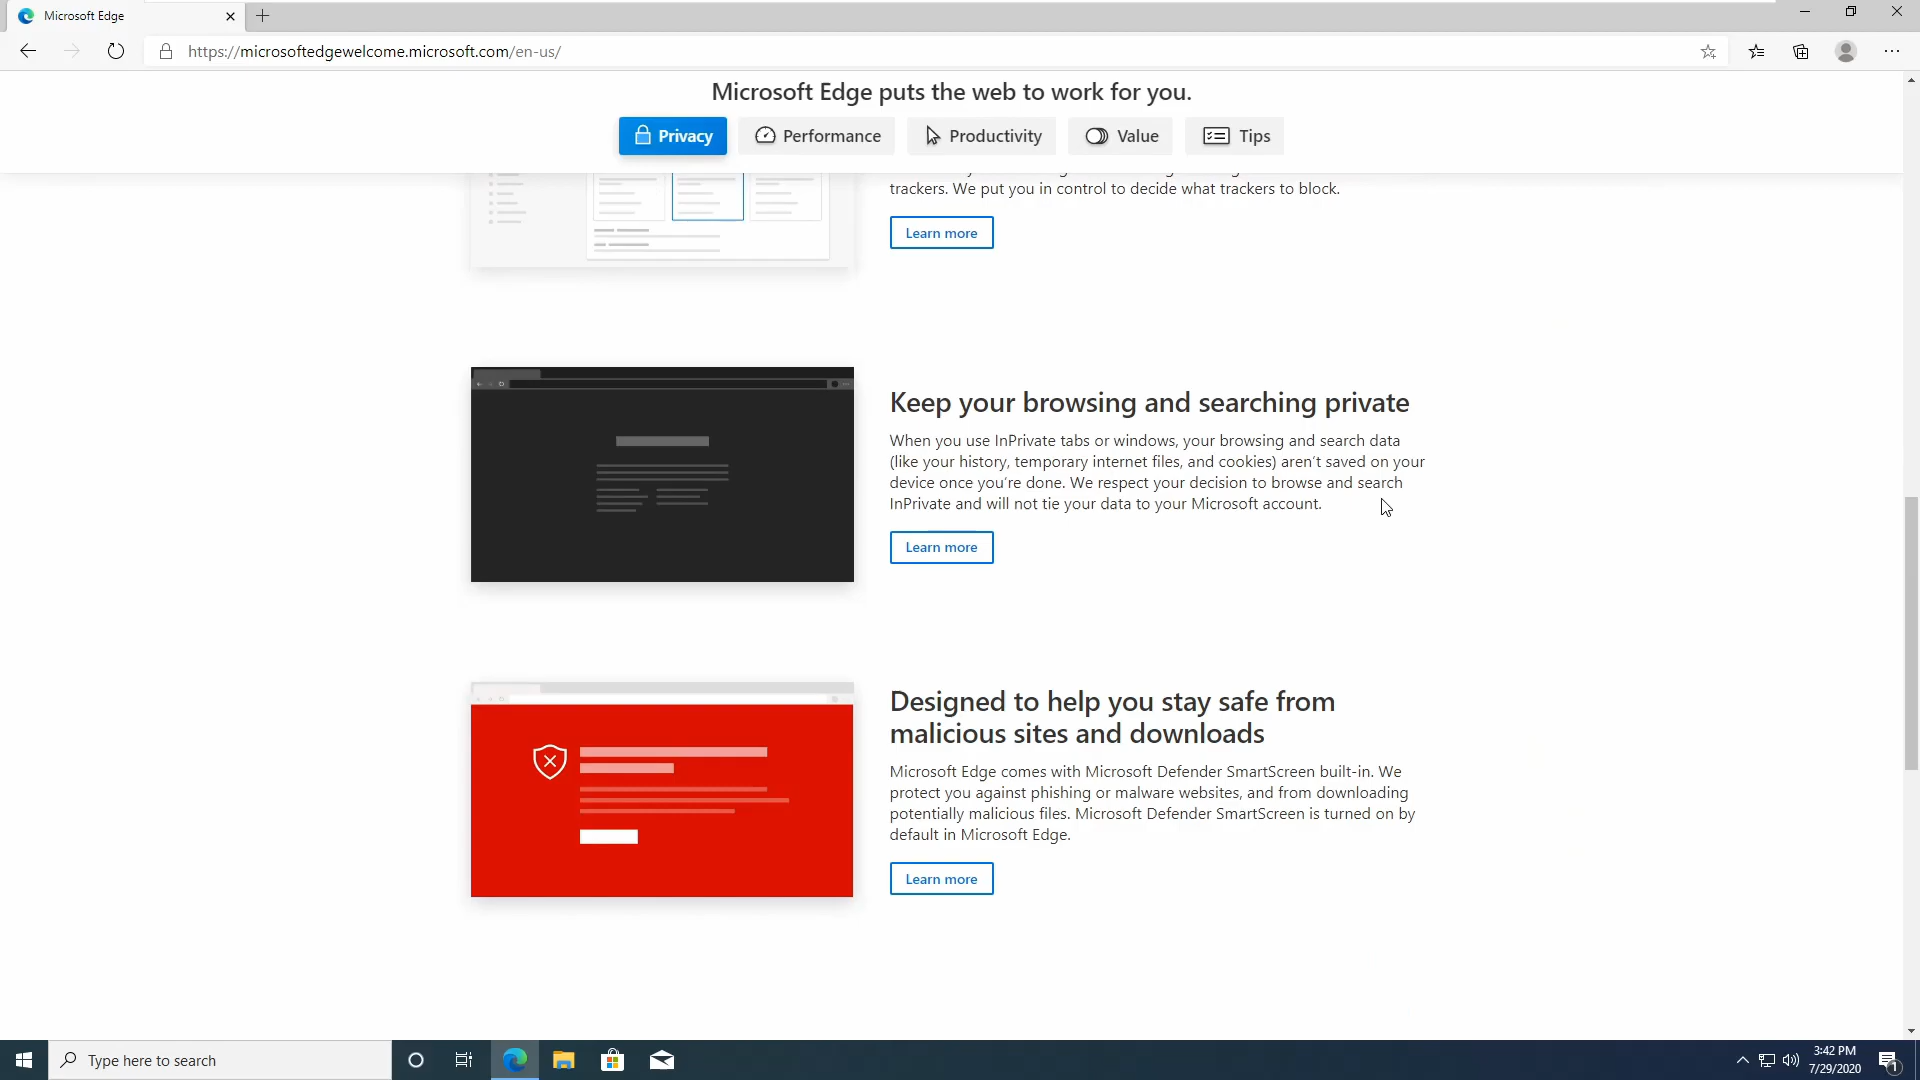 Microsoft Edge
https://microsoftedgewelcome.microsoft.com/en-us/
Microsoft Edge puts the web to work for you.
Privacy
Performance
Productivity
Value
Tips
trackers. We put you in control to decide what trackers to block.
Learn more
Keep your browsing and searching private
When you use InPrivate tabs or windows, your browsing and search data
(like your history, temporary internet files, and cookies) aren’t saved on your
device once you’re done. We respect your decision to browse and search
InPrivate and will not tie your data to your Microsoft account.
Learn more
Designed to help you stay safe from
malicious sites and downloads
Microsoft Edge comes with Microsoft Defender SmartScreen built-in. We
protect you against phishing or malware websites, and from downloading
potentially malicious files. Microsoft Defender SmartScreen is turned on by
default in Microsoft Edge.
Learn more
Type here to search
3:42 PM
7/29/2020
1